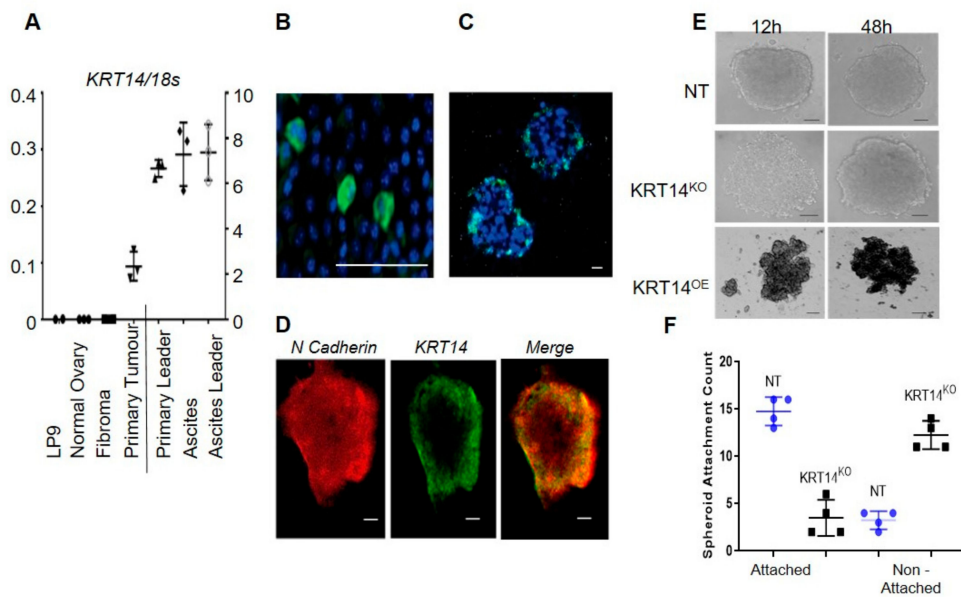 A
KRT14/18s
0.4
0.3
0.2
0.1
0
10
8
6
4
2
0
LP9
Normal Ovary
Fibroma
Primary Tumour
Primary Leader
Ascites
Ascites Leader
B
C
D
N Cadherin
KRT14
Merge
E
12h
48h
NT
KRT14KO
KRT14OE
F
Spheroid Attachment Count
20
15
10
5
0
NT
KRT14KO
NT
KRT14KO
Attached
Non -
Attached